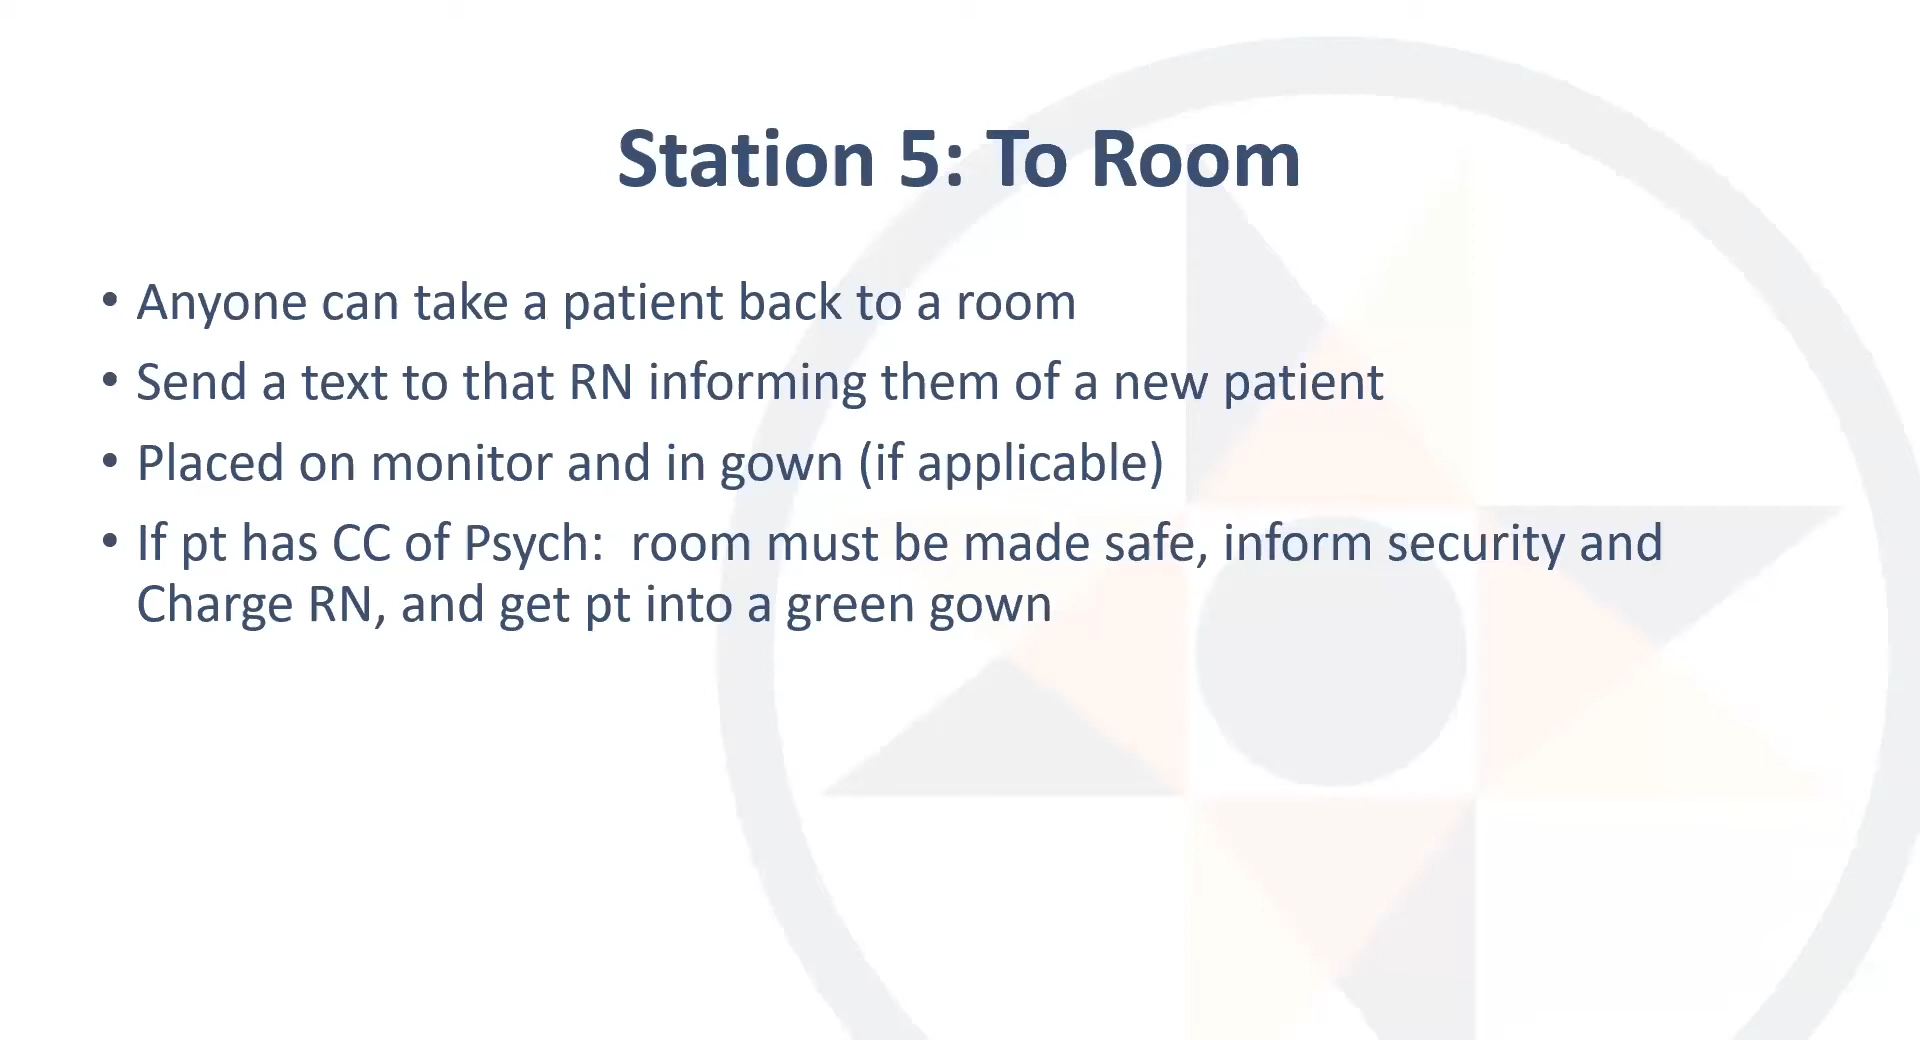 Station 5: To Room
• Anyone can take a patient back to a room
• Send a text to that RN informing them of a new patient
• Placed on monitor and in gown (if applicable)
• If pt has CC of Psych:  room must be made safe, inform security and
Charge RN, and get pt into a green gown